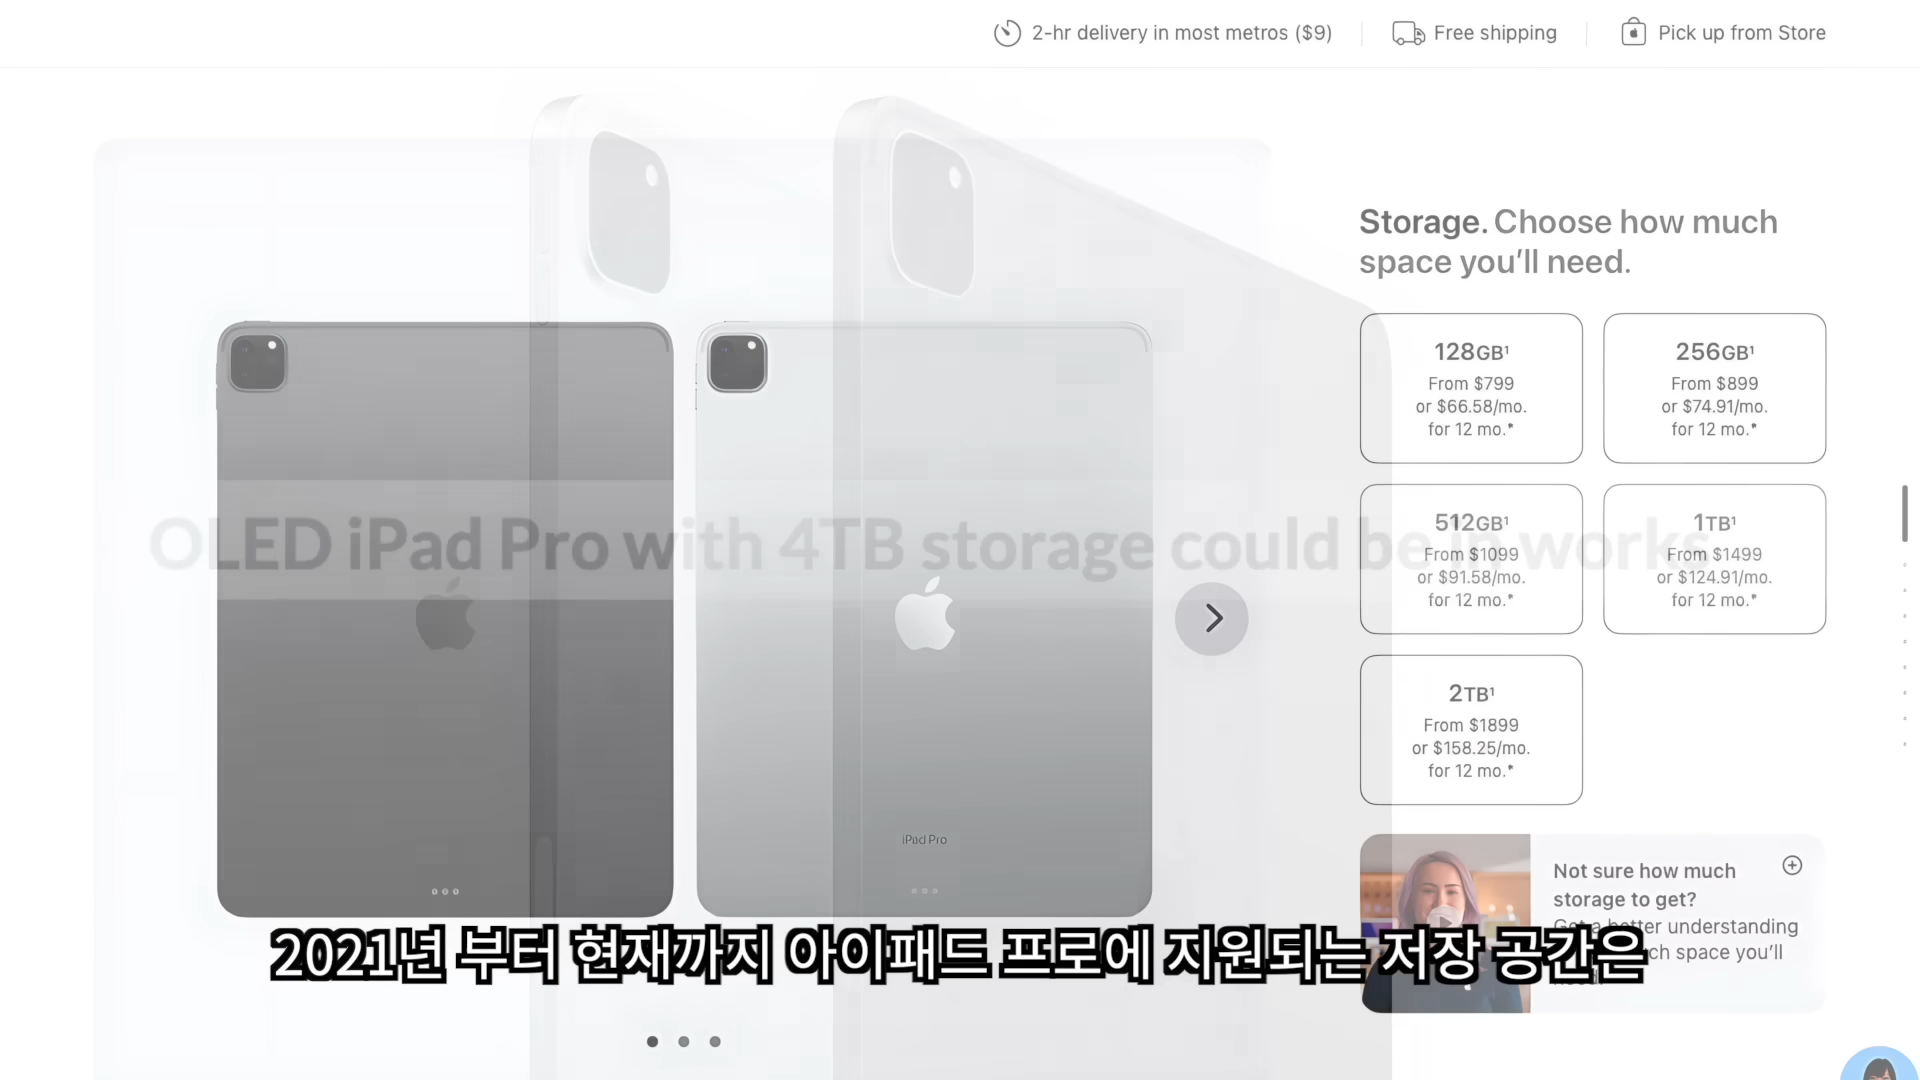 2-hr delivery in most metros ($9)
Free shipping
Pick up from Store
Storage. Choose how much
space you’ll need.
128GB¹
From $799
or $66.58/mo.
for 12 mo.*
256GB¹
From $899
or $74.91/mo.
for 12 mo.*
OLED iPad Pro with 4TB storage could be in works
512GB¹
From $1099
or $91.58/mo.
for 12 mo.*
1TB¹
From $1499
or $124.91/mo.
for 12 mo.*
2TB¹
From $1899
or $158.25/mo.
for 12 mo.*
iPad Pro
Not sure how much
storage to get?
Get a better understanding
space you’ll
2021년 부터 현재까지 아이패드 프로에 지원되는 저장 공간은